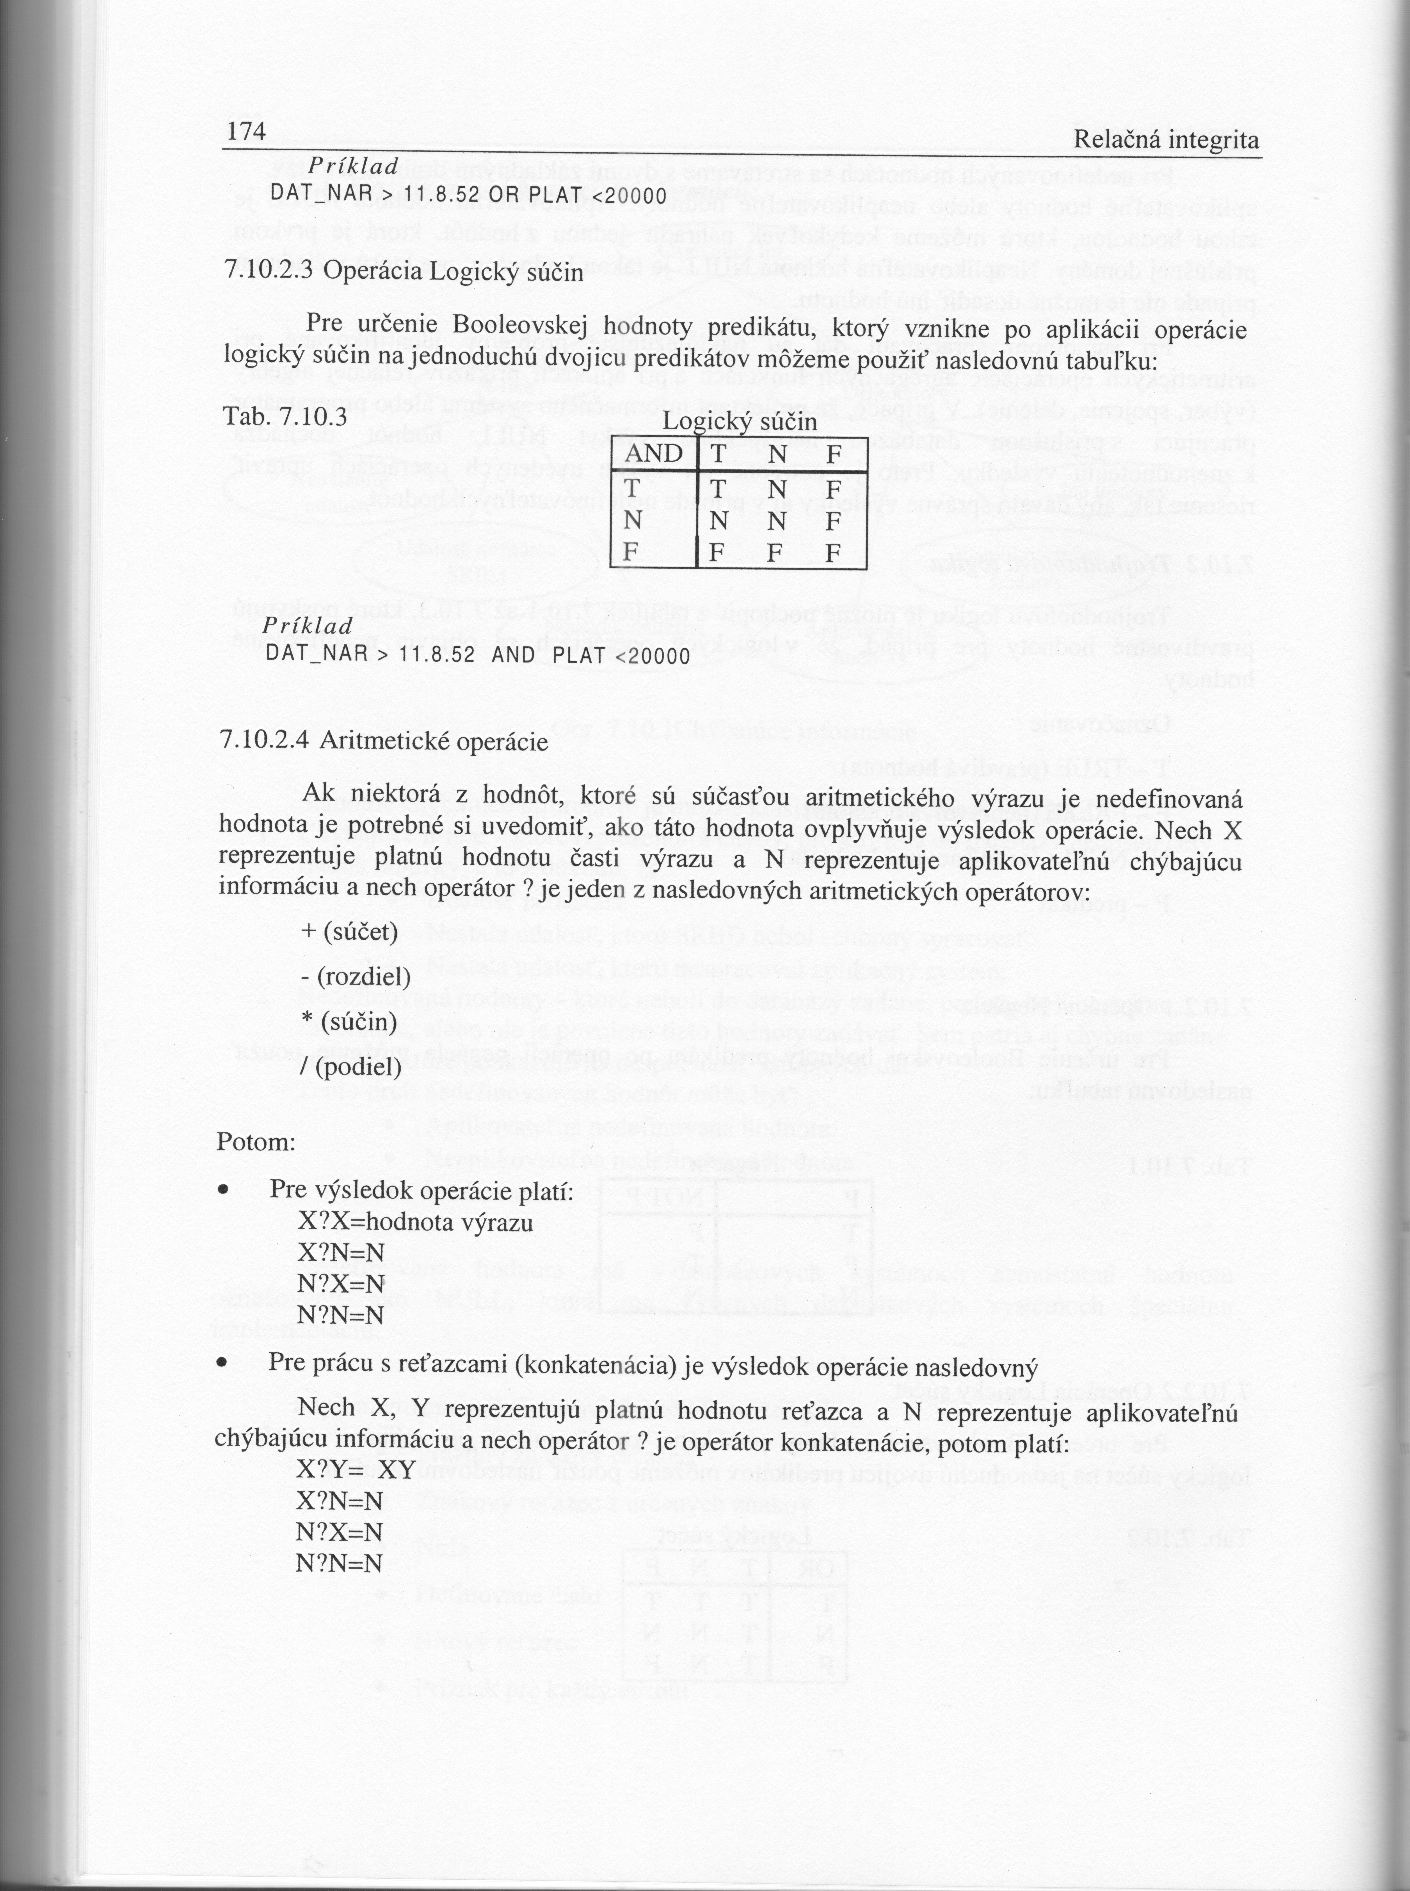 174
Relačná integrita
Príklad
DAT_NAR > 11.8.52 OR PLAT <20000
7.10.2.3 Operácia Logický súčin
Pre určenie Booleovskej hodnoty predikátu, ktorý vznikne po aplikácii operácie
logický súčin na jednoduchú dvojicu predikátov môžeme použiť nasledovnú tabuľku:
Tab. 7.10.3
Logický súčin
AND T N F
T T N F
N N N F
F F F F
Príklad
DAT_NAR > 11.8.52 AND PLAT <20000
7.10.2.4 Aritmetické operácie
Ak niektorá z hodnôt, ktoré sú súčasťou aritmetického výrazu je nedefinovaná
hodnota je potrebné si uvedomiť, ako táto hodnota ovplyvňuje výsledok operácie. Nech X
reprezentuje platnú hodnotu časti výrazu a N reprezentuje aplikovateľnú chýbajúcu
informáciu a nech operátor ? je jeden z nasledovných aritmetických operátorov:
+ (súčet)
- (rozdiel)
* (súčin)
/ (podiel)
Potom:
• Pre výsledok operácie platí:
X?X=hodnota výrazu
X?N=N
N?X=N
N?N=N
• Pre prácu s reťazcami (konkatenácia) je výsledok operácie nasledovný
Nech X, Y reprezentujú platnú hodnotu reťazca a N reprezentuje aplikovateľnú
chýbajúcu informáciu a nech operátor ? je operátor konkatenácie, potom platí:
X?Y= XY
X?N=N
N?X=N
N?N=N